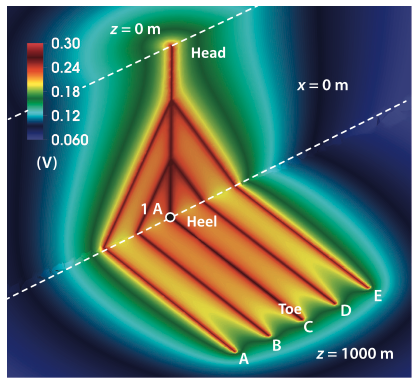 z = 0 m
Head
0.30
0.24
0.18
0.12
0.060
(V)
x = 0 m
1 A
Heel
Toe
A
B
C
D
E
z = 1000 m